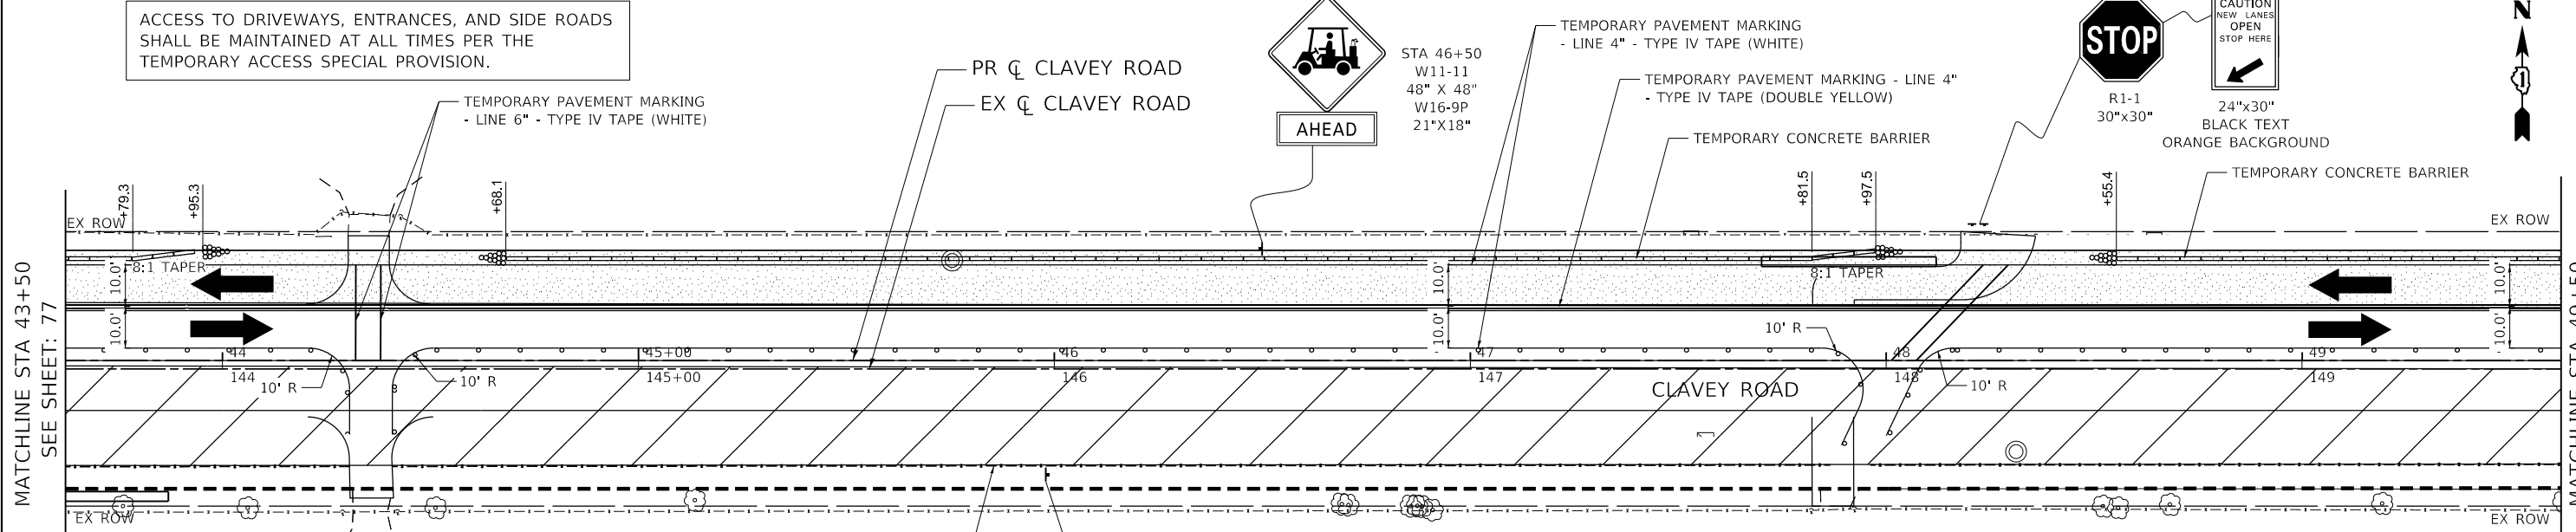 ACCESS TO DRIVEWAYS, ENTRANCES, AND SIDE ROADS
SHALL BE MAINTAINED AT ALL TIMES PER THE
TEMPORARY ACCESS SPECIAL PROVISION.
TEMPORARY PAVEMENT MARKING
- LINE 6" - TYPE IV TAPE (WHITE)
PR ℄ CLAVEY ROAD
EX ℄ CLAVEY ROAD
AHEAD
STA 46+50
W11-11
48" X 48"
W16-9P
21"X18"
TEMPORARY PAVEMENT MARKING
- LINE 4" - TYPE IV TAPE (WHITE)
TEMPORARY PAVEMENT MARKING - LINE 4"
- TYPE IV TAPE (DOUBLE YELLOW)
TEMPORARY CONCRETE BARRIER
STOP
R1-1
30"x30"
CAUTION
NEW LANES
OPEN
STOP HERE
24"x30"
BLACK TEXT
ORANGE BACKGROUND
TEMPORARY CONCRETE BARRIER
N
1
EX ROW
+79.3
+95.3
+68.1
+81.5
+97.5
+55.4
EX ROW
8:1 TAPER
8:1 TAPER
10.0'
10.0'
10.0'
10.0'
10.0'
10.0'
MATCHLINE STA 43+50
SEE SHEET: 77
44
45+00
46
47
48
49
144
145+00
146
147
148
149
10' R
10' R
10' R
10' R
CLAVEY ROAD
EX ROW
EX ROW